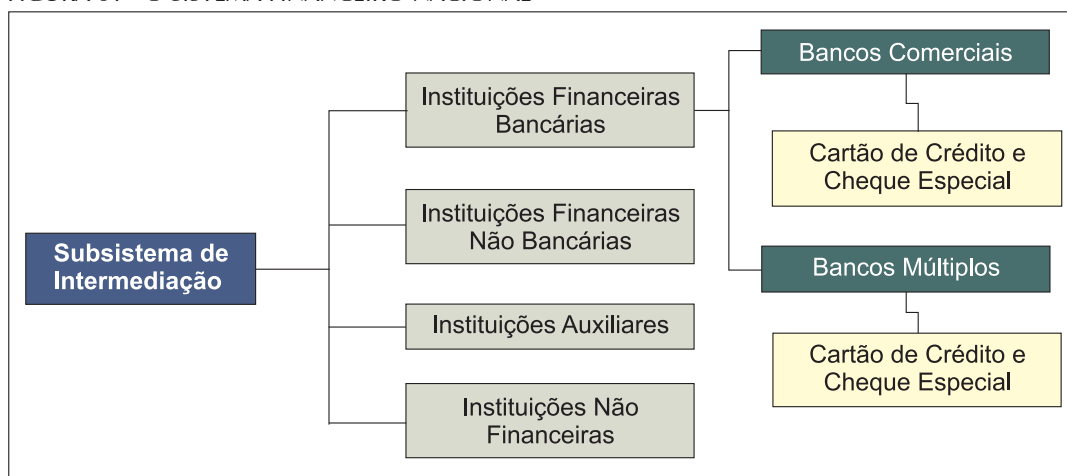 Bancos Comerciais
Instituições Financeiras
Bancárias
Cartão de Crédito e
Cheque Especial
Instituições Financeiras
Não Bancárias
Subsistema de
Intermediação
Bancos Múltiplos
Instituições Auxiliares
Cartão de Crédito e
Cheque Especial
Instituições Não
Financeiras